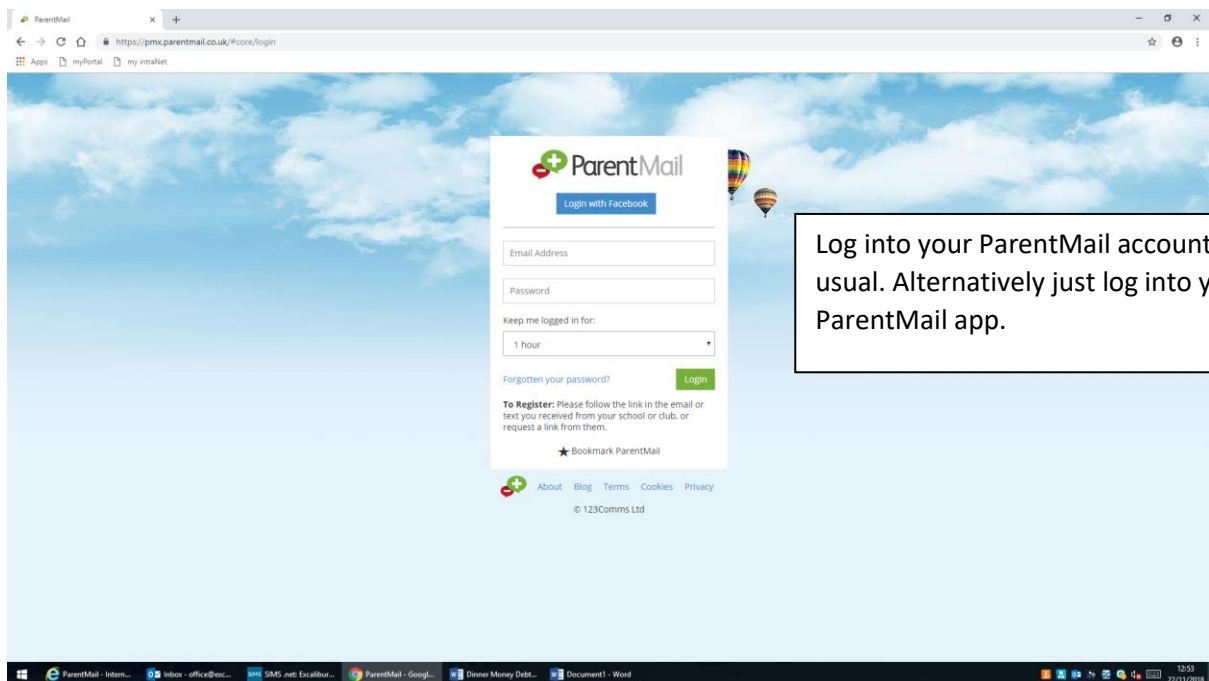 ParentMail
https://pmx.parentmail.co.uk/#core/login
Apps myPortal my intraNet
ParentMail
Login with Facebook
Email Address
Password
Keep me logged in for:
1 hour
Forgotten your password? Login
To Register: Please follow the link in the email or
text you received from your school or club, or
request a link from them.
Bookmark ParentMail
About Blog Terms Cookies Privacy
© 123Comms Ltd
Log into your ParentMail account
usual. Alternatively just log into y
ParentMail app.
ParentMail - Intern... Inbox - office@exc... SIMS .net: Excalibur... ParentMail - Googl... Dinner Money Debt... Document1 - Word
12:53
22/11/2018